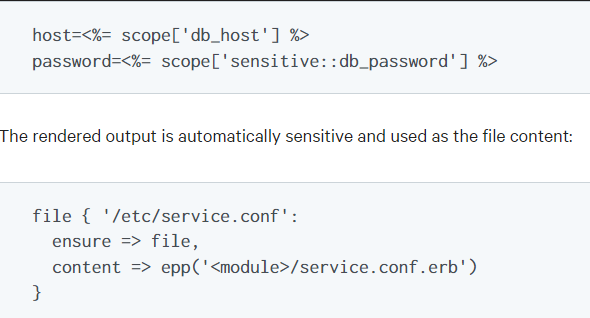 host=<%= scope['db_host'] %>
password=<%= scope['sensitive::db_password'] %>
The rendered output is automatically sensitive and used as the file content:
file { '/etc/service.conf':
  ensure => file,
  content => epp('<module>/service.conf.erb')
}